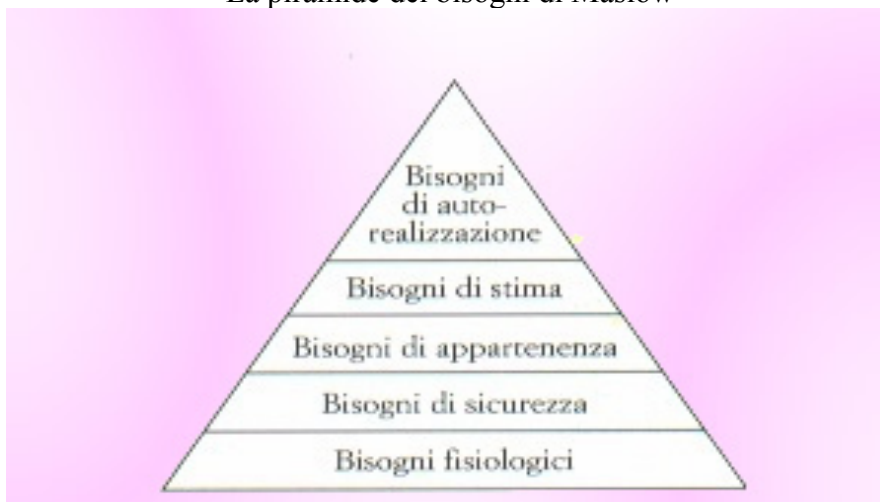 La piramide dei bisogni di Maslow
Bisogni
di auto-
realizzazione
Bisogni di stima
Bisogni di appartenenza
Bisogni di sicurezza
Bisogni fisiologici